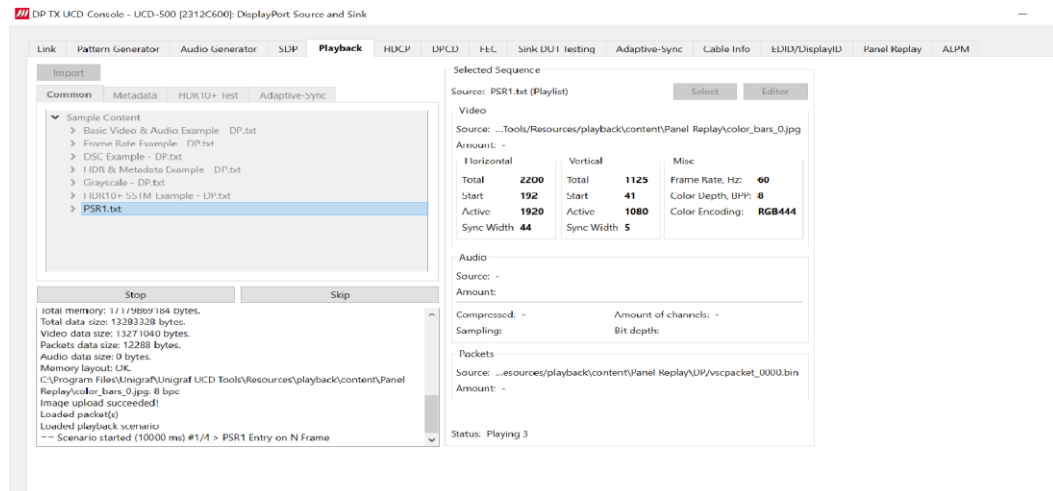 DP TX UCD Console - UCD-500 [2312C600]: DisplayPort Source and Sink
Link Pattern Generator Audio Generator SDP Playback HDCP DPCD FEC Sink DUT Testing Adaptive-Sync Cable Info EDID/DisplayID Panel Replay ALPM
Import
Common Metadata HDR10+ Test Adaptive-Sync
Sample Content
Basic Video & Audio Example DP.txt
Frame Rate Example DP.txt
DSC Example - DP.txt
HDR & Metadata Example DP.txt
Grayscale - DP.txt
HDR10+ SSTM Example - DP.txt
PSR1.txt
Stop Skip
Total memory: 17179869184 bytes.
Total data size: 13283328 bytes.
Video data size: 13271040 bytes.
Packets data size: 12288 bytes.
Audio data size: 0 bytes.
Memory layout: OK.
C:\Program Files\Unigraf\Unigraf UCD Tools\Resources\playback\content\Panel
Replay\color_bars_0.jpg: 8 bpc
Image upload succeeded!
Loaded packet(s)
Loaded playback scenario
-- Scenario started (10000 ms) #1/4 > PSR1 Entry on N Frame
Selected Sequence
Source: PSR1.txt (Playlist) Select Editor
Video
Source: ...Tools/Resources/playback\content\Panel Replay\color_bars_0.jpg
Amount: -
Horizontal Vertical Misc
Total 2200 Total 1125 Frame Rate, Hz: 60
Start 192 Start 41 Color Depth, BPP: 8
Active 1920 Active 1080 Color Encoding: RGB444
Sync Width 44 Sync Width 5
Audio
Source: -
Amount:
Compressed: - Amount of channels: -
Sampling: Bit depth:
Packets
Source: ...esources/playback\content\Panel Replay\DP/vscpacket_0000.bin
Amount: -
Status: Playing 3